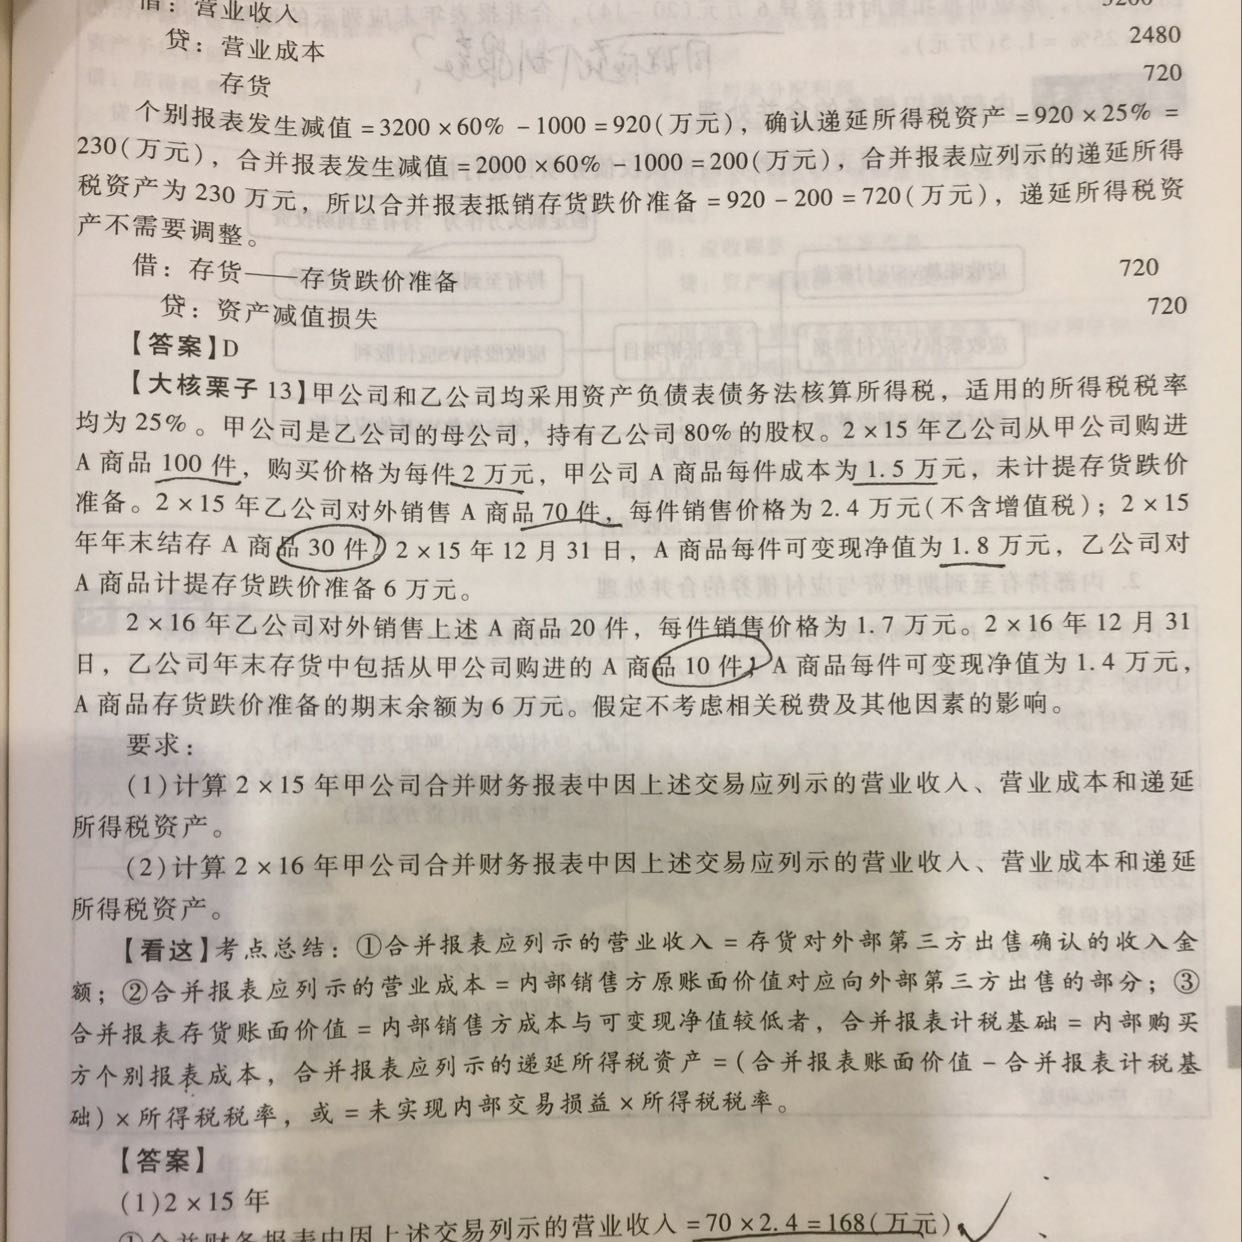 借：营业收入 3200
贷：营业成本 2480
存货 720
个别报表发生减值=3200×60%-1000=920(万元)，确认递延所得税资产=920×25%=
230(万元)，合并报表发生减值=2000×60%-1000=200(万元)，合并报表应列示的递延所得
税资产为230万元，所以合并报表抵销存货跌价准备=920-200=720(万元)，递延所得税资
产不需要调整。
借：存货——存货跌价准备 720
贷：资产减值损失 720
【答案】D
【大核栗子13】甲公司和乙公司均采用资产负债表债务法核算所得税，适用的所得税税率
均为25%。甲公司是乙公司的母公司，持有乙公司80%的股权。2×15年乙公司从甲公司购进
A商品100件，购买价格为每件2万元，甲公司A商品每件成本为1.5万元，未计提存货跌价
准备。2×15年乙公司对外销售A商品70件，每件销售价格为2.4万元(不含增值税)；2×15
年年末结存A商品30件；2×15年12月31日，A商品每件可变现净值为1.8万元，乙公司对
A商品计提存货跌价准备6万元。
2×16年乙公司对外销售上述A商品20件，每件销售价格为1.7万元。2×16年12月31
日，乙公司年末存货中包括从甲公司购进的A商品10件，A商品每件可变现净值为1.4万元，
A商品存货跌价准备的期末余额为6万元。假定不考虑相关税费及其他因素的影响。
要求：
(1)计算2×15年甲公司合并财务报表中因上述交易应列示的营业收入、营业成本和递延
所得税资产。
(2)计算2×16年甲公司合并财务报表中因上述交易应列示的营业收入、营业成本和递延
所得税资产。
【看这】考点总结：①合并报表应列示的营业收入=存货对外部第三方出售确认的收入金
额；②合并报表应列示的营业成本=内部销售方原账面价值对应向外部第三方出售的部分；③
合并报表存货账面价值=内部销售方成本与可变现净值较低者，合并报表计税基础=内部购买
方个别报表成本，合并报表应列示的递延所得税资产=(合并报表账面价值-合并报表计税基
础)×所得税税率，或=未实现内部交易损益×所得税税率。
【答案】
(1)2×15年
①合并财务报表中因上述交易列示的营业收入=70×2.4=168(万元)